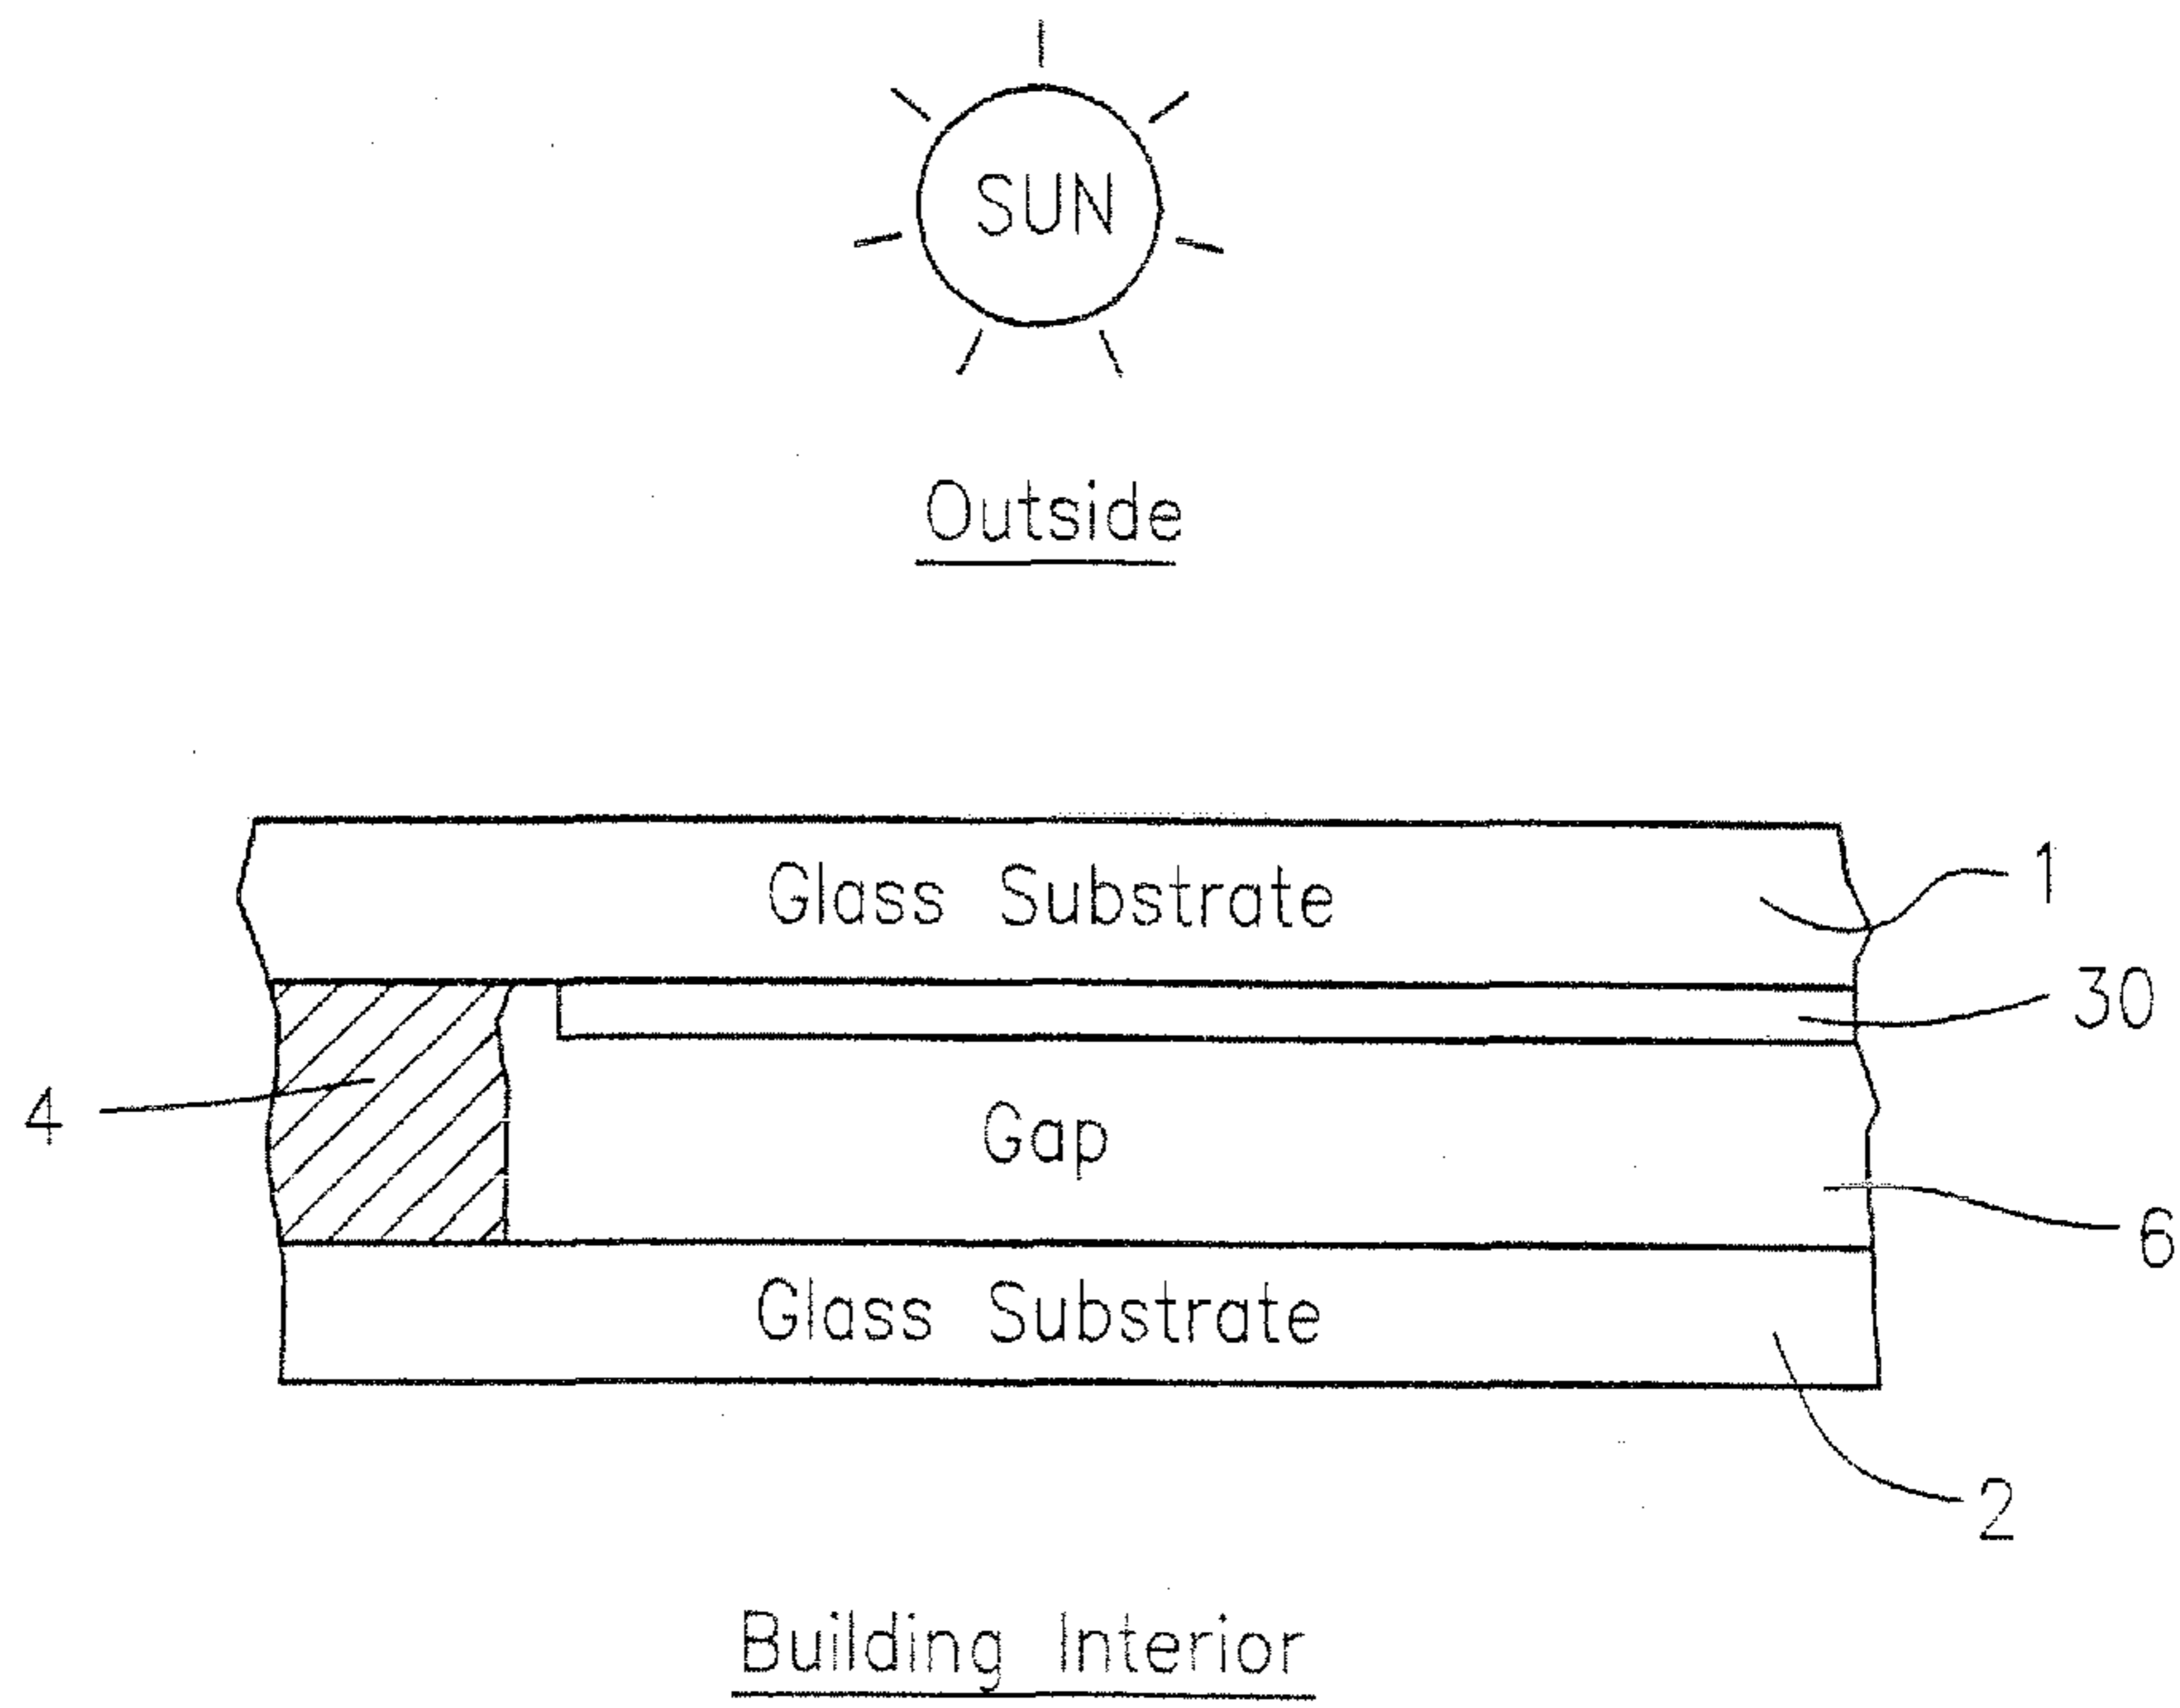 SUN
Outside
Glass Substrate
1
30
4
Gap
6
Glass Substrate
2
Building Interior